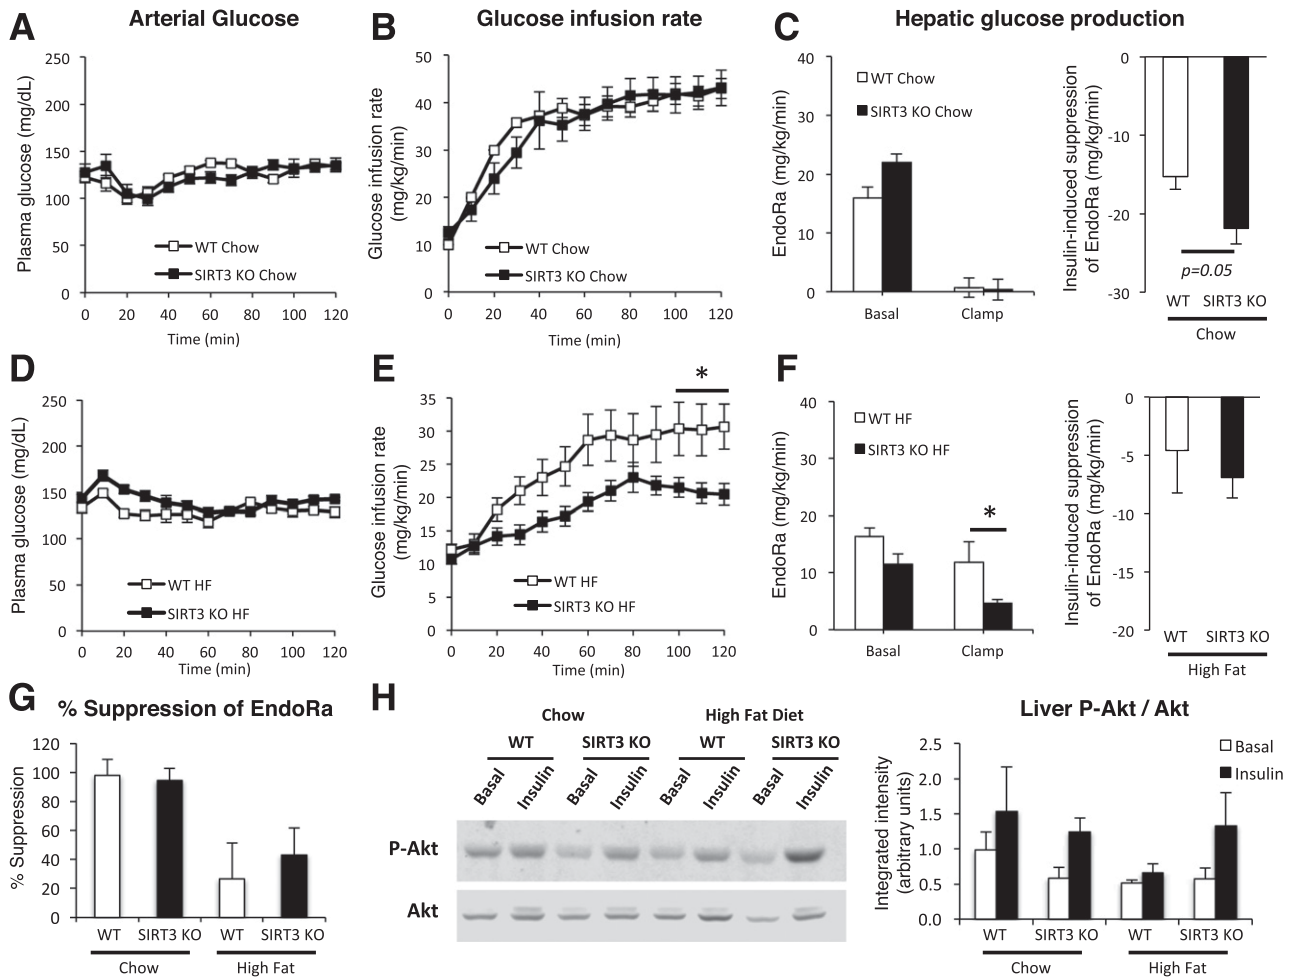 A
Arterial Glucose
Plasma glucose (mg/dL)
250
200
150
100
50
0
WT Chow
SIRT3 KO Chow
0 20 40 60 80 100 120
Time (min)
B
Glucose infusion rate
Glucose infusion rate
(mg/kg/min)
50
40
30
20
10
0
WT Chow
SIRT3 KO Chow
0 20 40 60 80 100 120
Time (min)
C
Hepatic glucose production
EndoRa (mg/kg/min)
40
30
20
10
0
WT Chow
SIRT3 KO Chow
Basal Clamp
Insulin-induced suppression
of EndoRa (mg/kg/min)
0
-10
-20
-30
p=0.05
WT SIRT3 KO
Chow
D
Plasma glucose (mg/dL)
250
200
150
100
50
0
WT HF
SIRT3 KO HF
0 20 40 60 80 100 120
Time (min)
E
Glucose infusion rate
(mg/kg/min)
35
30
25
20
15
10
5
0
*
WT HF
SIRT3 KO HF
0 20 40 60 80 100 120
Time (min)
F
EndoRa (mg/kg/min)
40
30
20
10
0
WT HF
SIRT3 KO HF
*
Basal Clamp
Insulin-induced suppression
of EndoRa (mg/kg/min)
0
-5
-10
-15
-20
WT SIRT3 KO
High Fat
G
% Suppression of EndoRa
% Suppression
120
100
80
60
40
20
0
WT SIRT3 KO WT SIRT3 KO
Chow High Fat
H
Chow High Fat Diet
WT SIRT3 KO WT SIRT3 KO
Basal Insulin Basal Insulin Basal Insulin Basal Insulin
P-Akt
Akt
Liver P-Akt / Akt
Integrated intensity
(arbitrary units)
2.5
2.0
1.5
1.0
0.5
0.0
Basal
Insulin
WT SIRT3 KO WT SIRT3 KO
Chow High Fat